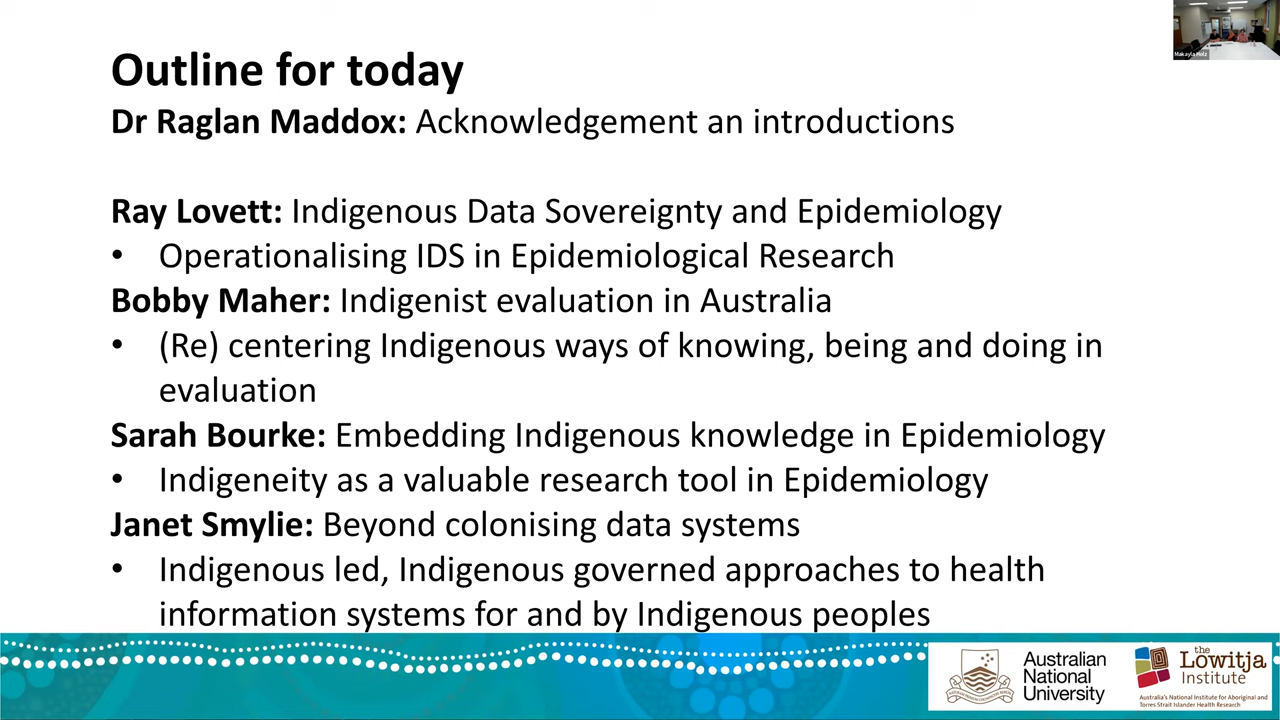 Outline for today
Dr Raglan Maddox: Acknowledgement an introductions
Ray Lovett: Indigenous Data Sovereignty and Epidemiology
• Operationalising IDS in Epidemiological Research
Bobby Maher: Indigenist evaluation in Australia
• (Re) centering Indigenous ways of knowing, being and doing in
evaluation
Sarah Bourke: Embedding Indigenous knowledge in Epidemiology
• Indigeneity as a valuable research tool in Epidemiology
Janet Smylie: Beyond colonising data systems
• Indigenous led, Indigenous governed approaches to health
information systems for and by Indigenous peoples
Makayla Holz
Australian
National
University
the
Lowitja
Institute
Australia's National Institute for Aboriginal and
Torres Strait Islander Health Research